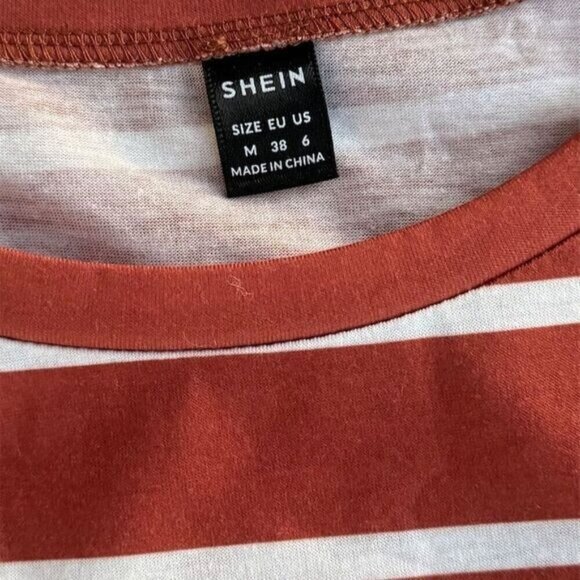 SHEIN
SIZE EU US
M 38 6
MADE IN CHINA